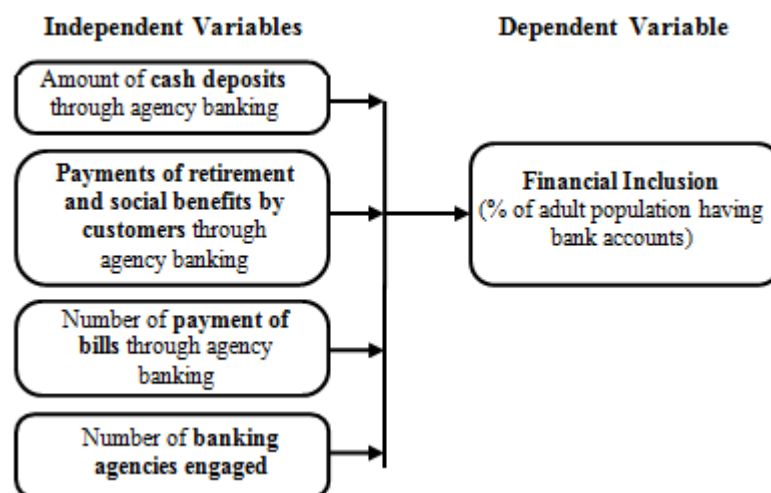 Independent Variables
Amount of cash deposits
through agency banking
Payments of retirement
and social benefits by
customers through
agency banking
Number of payment of
bills through agency
banking
Number of banking
agencies engaged
Dependent Variable
Financial Inclusion
(% of adult population having
bank accounts)